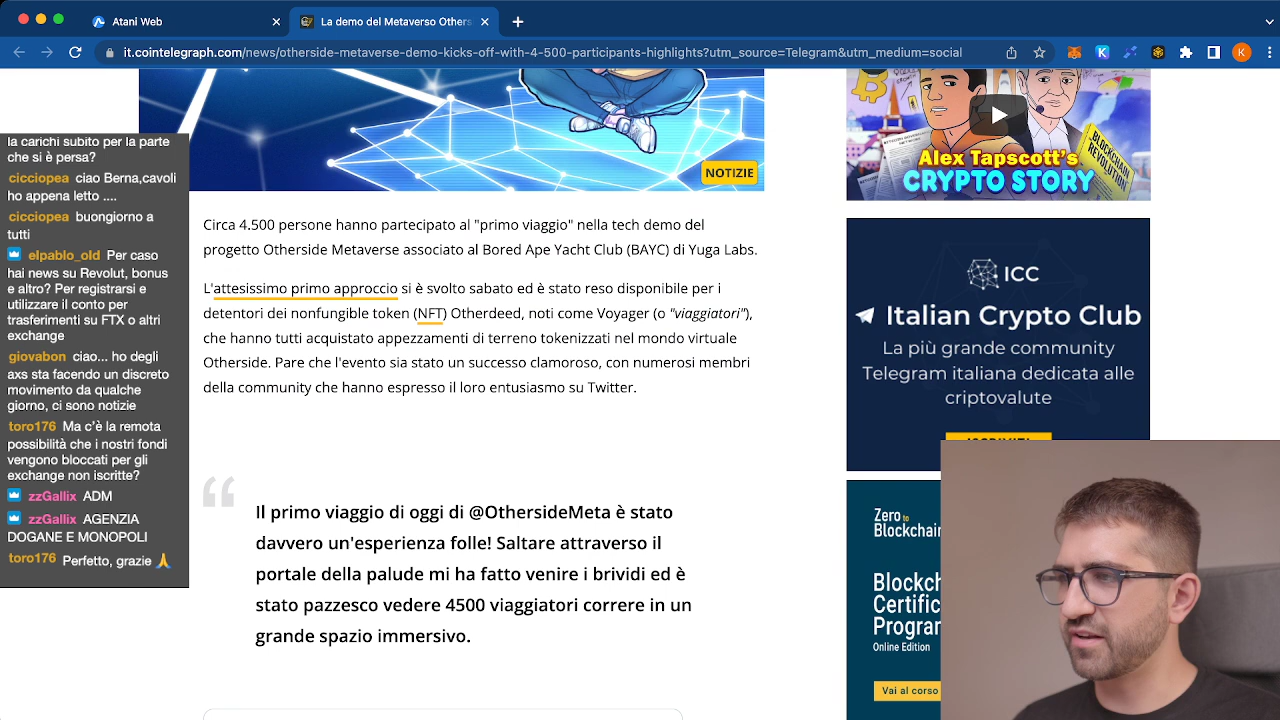 Atani Web
La demo del Metaverso Others
it.cointelegraph.com/news/otherside-metaverse-demo-kicks-off-with-4-500-participants-highlights?utm_source=Telegram&utm_medium=social
K
K
NOTIZIE
Alex Tapscott's
CRYPTO STORY
BLOCKCHAIN
REVOLUTION
la carichi subito per la parte
che si è persa?
cicciopea ciao Berna,cavoli
ho appena letto ....
cicciopea buongiorno a
tutti
elpablo_old Per caso
hai news su Revolut, bonus
e altro? Per registrarsi e
utilizzare il conto per
trasferimenti su FTX o altri
exchange
giovabon ciao... ho degli
axs sta facendo un discreto
movimento da qualche
giorno, ci sono notizie
toro176 Ma c'è la remota
possibilità che i nostri fondi
vengono bloccati per gli
exchange non iscritte?
zzGallix ADM
zzGallix AGENZIA
DOGANE E MONOPOLI
toro176 Perfetto, grazie 🙏
Circa 4.500 persone hanno partecipato al "primo viaggio" nella tech demo del
progetto Otherside Metaverse associato al Bored Ape Yacht Club (BAYC) di Yuga Labs.
L'attesissimo primo approccio si è svolto sabato ed è stato reso disponibile per i
detentori dei nonfungible token (NFT) Otherdeed, noti come Voyager (o "viaggiatori"),
che hanno tutti acquistato appezzamenti di terreno tokenizzati nel mondo virtuale
Otherside. Pare che l'evento sia stato un successo clamoroso, con numerosi membri
della community che hanno espresso il loro entusiasmo su Twitter.
Il primo viaggio di oggi di @OthersideMeta è stato
davvero un'esperienza folle! Saltare attraverso il
portale della palude mi ha fatto venire i brividi ed è
stato pazzesco vedere 4500 viaggiatori correre in un
grande spazio immersivo.
ICC
Italian Crypto Club
La più grande community
Telegram italiana dedicata alle
criptovalute
ISCRIVITI
Zero to
Blockchain
Blockch
Certific
Program
Online Edition
Vai al corso